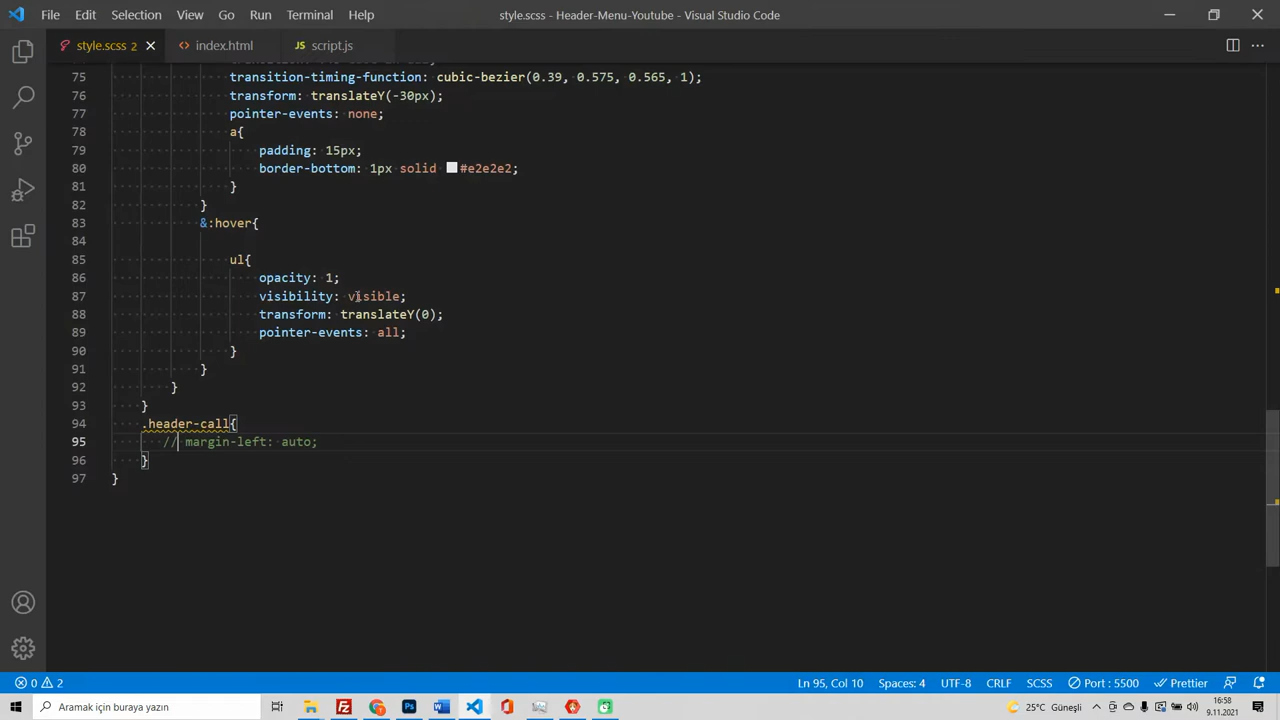 File Edit Selection View Go Run Terminal Help
style.scss - Header-Menu-Youtube - Visual Studio Code
style.scss 2 index.html JS script.js
75 transition-timing-function: cubic-bezier(0.39, 0.575, 0.565, 1);
76 transform: translateY(-30px);
77 pointer-events: none;
78 a{
79 padding: 15px;
80 border-bottom: 1px solid #e2e2e2;
81 }
82 }
83 &:hover{
84
85 ul{
86 opacity: 1;
87 visibility: visible;
88 transform: translateY(0);
89 pointer-events: all;
90 }
91 }
92 }
93 }
94 .header-call{
95 // margin-left: auto;
96 }
97 }
0 2 Ln 95, Col 10 Spaces: 4 UTF-8 CRLF SCSS Port : 5500 Prettier
Aramak için buraya yazın
25°C Güneşli
16:58
9.11.2021